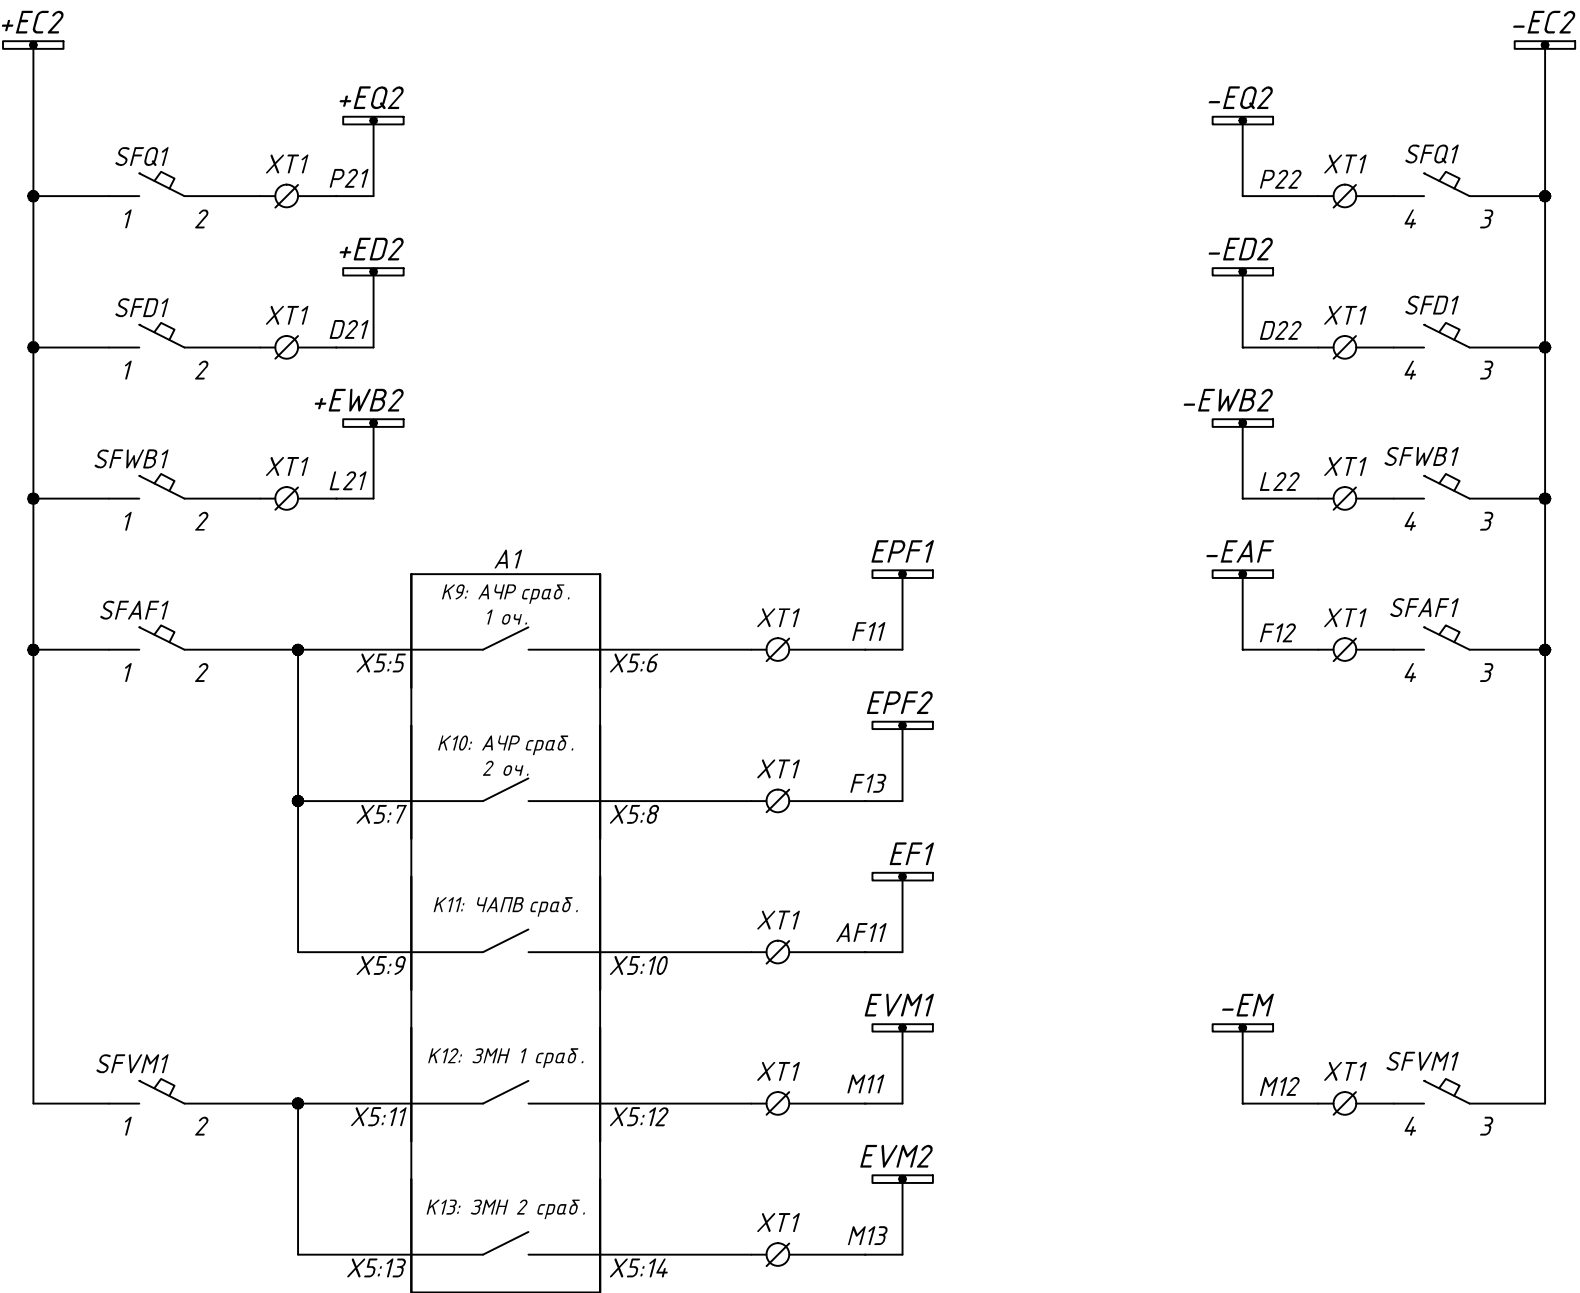 +EC2
-EC2
+EQ2
-EQ2
SFQ1
XT1
P21
P22
XT1
SFQ1
1
2
4
3
+ED2
-ED2
SFD1
XT1
D21
D22
XT1
SFD1
1
2
4
3
+EWB2
-EWB2
SFWB1
XT1
L21
L22
XT1
SFWB1
1
2
4
3
A1
EPF1
-EAF
SFAF1
К9: АЧР сраб.
1 оч.
XT1
F11
F12
XT1
SFAF1
1
2
X5:5
X5:6
4
3
EPF2
К10: АЧР сраб.
2 оч.
XT1
F13
X5:7
X5:8
EF1
К11: ЧАПВ сраб.
XT1
AF11
X5:9
X5:10
EVM1
-EM
SFVM1
К12: ЗМН 1 сраб.
XT1
M11
M12
XT1
SFVM1
1
2
X5:11
X5:12
4
3
EVM2
К13: ЗМН 2 сраб.
XT1
M13
X5:13
X5:14